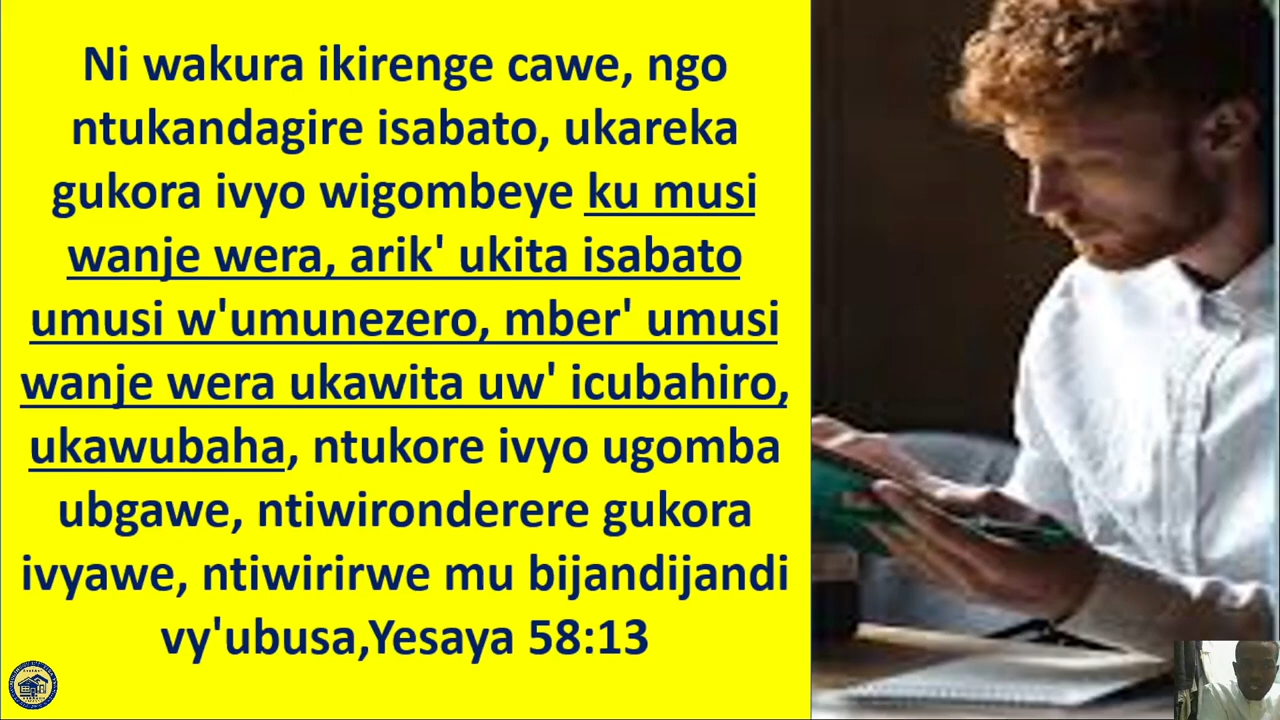 Ni wakura ikirenge cawe, ngo
ntukandagire isabato, ukareka
gukora ivyo wigombeye ku musi
wanje wera, arik' ukita isabato
umusi w'umunezero, mber' umusi
wanje wera ukawita uw' icubahiro,
ukawubaha, ntukore ivyo ugomba
ubgawe, ntiwironderere gukora
ivyawe, ntiwirirwe mu bijandijandi
vy'ubusa,Yesaya 58:13